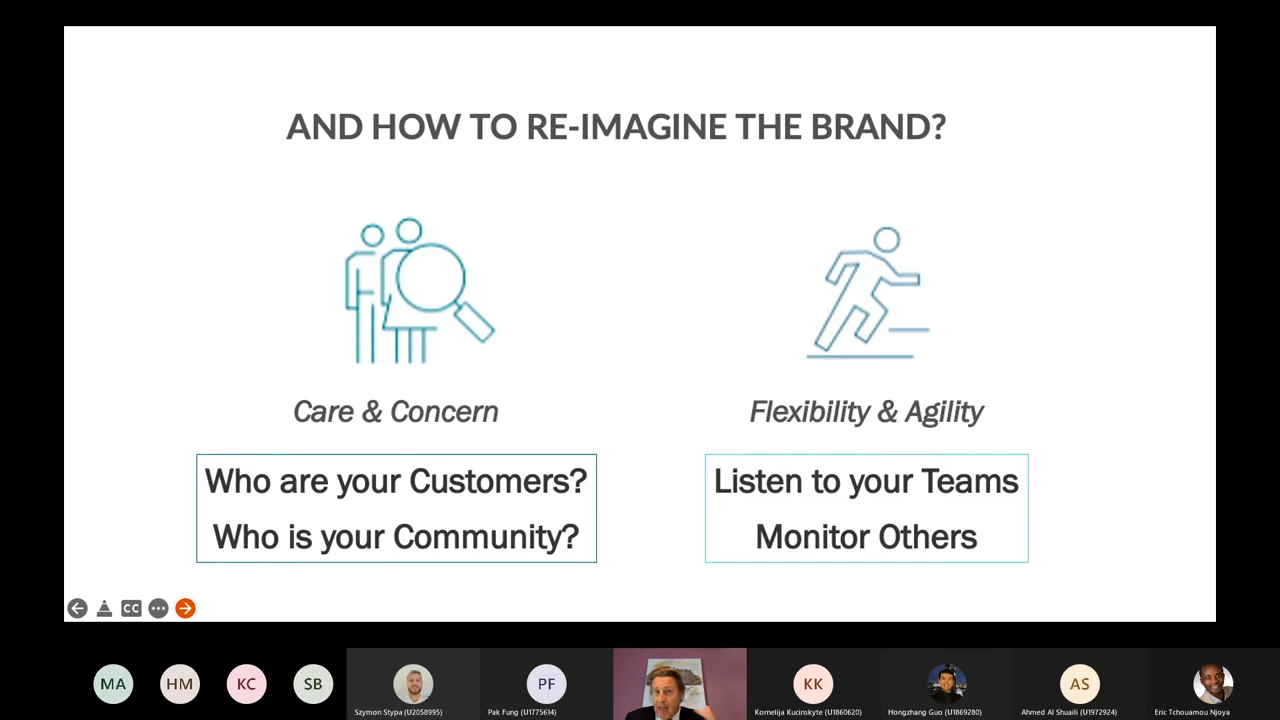 AND HOW TO RE-IMAGINE THE BRAND?
Care & Concern
Who are your Customers?
Who is your Community?
Flexibility & Agility
Listen to your Teams
Monitor Others
CC
MA
HM
KC
SB
Szymon Stypa (U2058995)
PF
Pak Fung (U1775614)
KK
Kornelija Kucinskyte (U1860620)
Hongzhang Guo (U1869280)
AS
Ahmed Al Shuaili (U1972924)
Eric Tchouamou Njoya